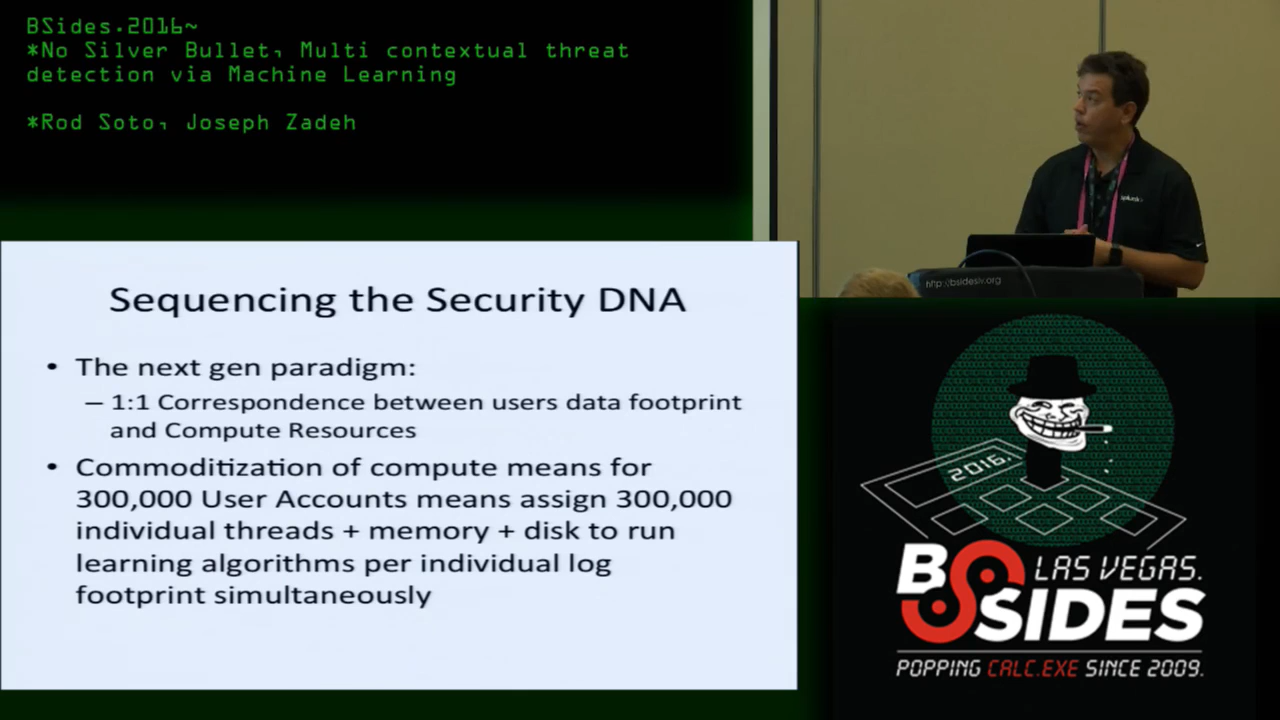 BSides.2016~
*No Silver Bullet, Multi contextual threat
detection via Machine Learning
*Rod Soto, Joseph Zadeh
splunk>
http://bsideslv.org
Sequencing the Security DNA
• The next gen paradigm:
– 1:1 Correspondence between users data footprint
and Compute Resources
• Commoditization of compute means for
300,000 User Accounts means assign 300,000
individual threads + memory + disk to run
learning algorithms per individual log
footprint simultaneously
2016.
BSIDES
LAS VEGAS.
POPPING CALC.EXE SINCE 2009.